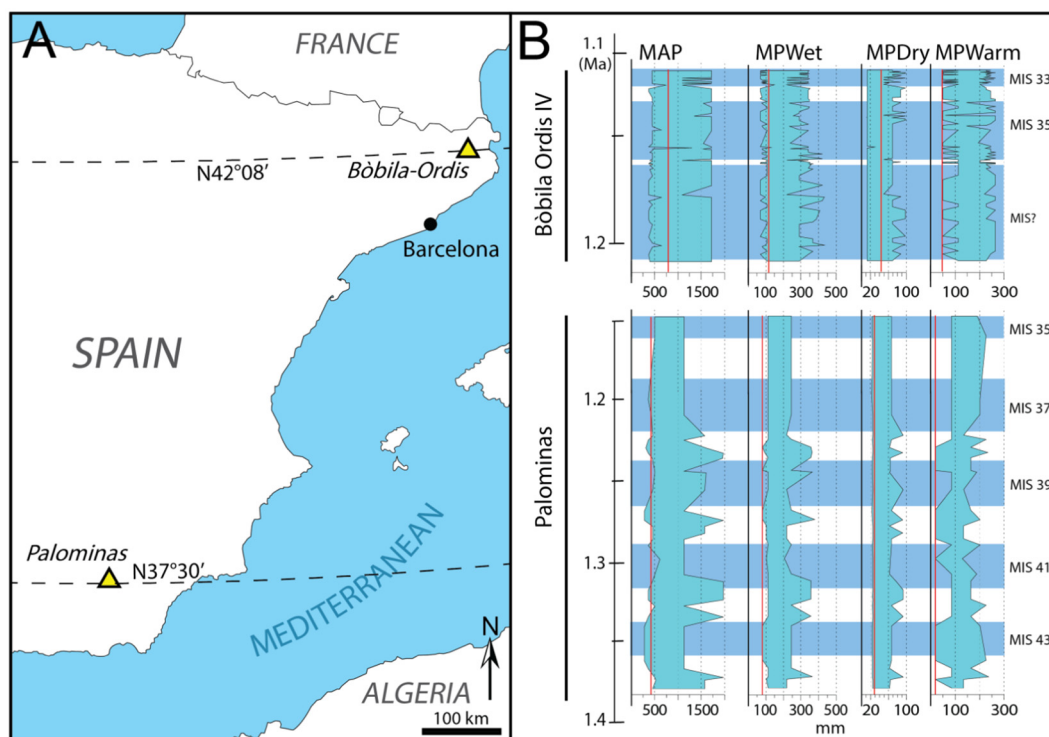 A
FRANCE
N42°08'
Bòbila-Ordis
Barcelona
SPAIN
Palominas
N37°30'
MEDITERRANEAN
N
ALGERIA
100 km
B
1.1
(Ma)
MAP MPWet MPDry MPWarm
Bòbila Ordis IV
MIS 33
MIS 35
MIS?
1.2
500 1500 100 300 500 20 100 300
Palominas
MIS 35
1.2
MIS 37
MIS 39
1.3
MIS 41
MIS 43
1.4
500 1500 100 300 500 20 100 100 300
mm